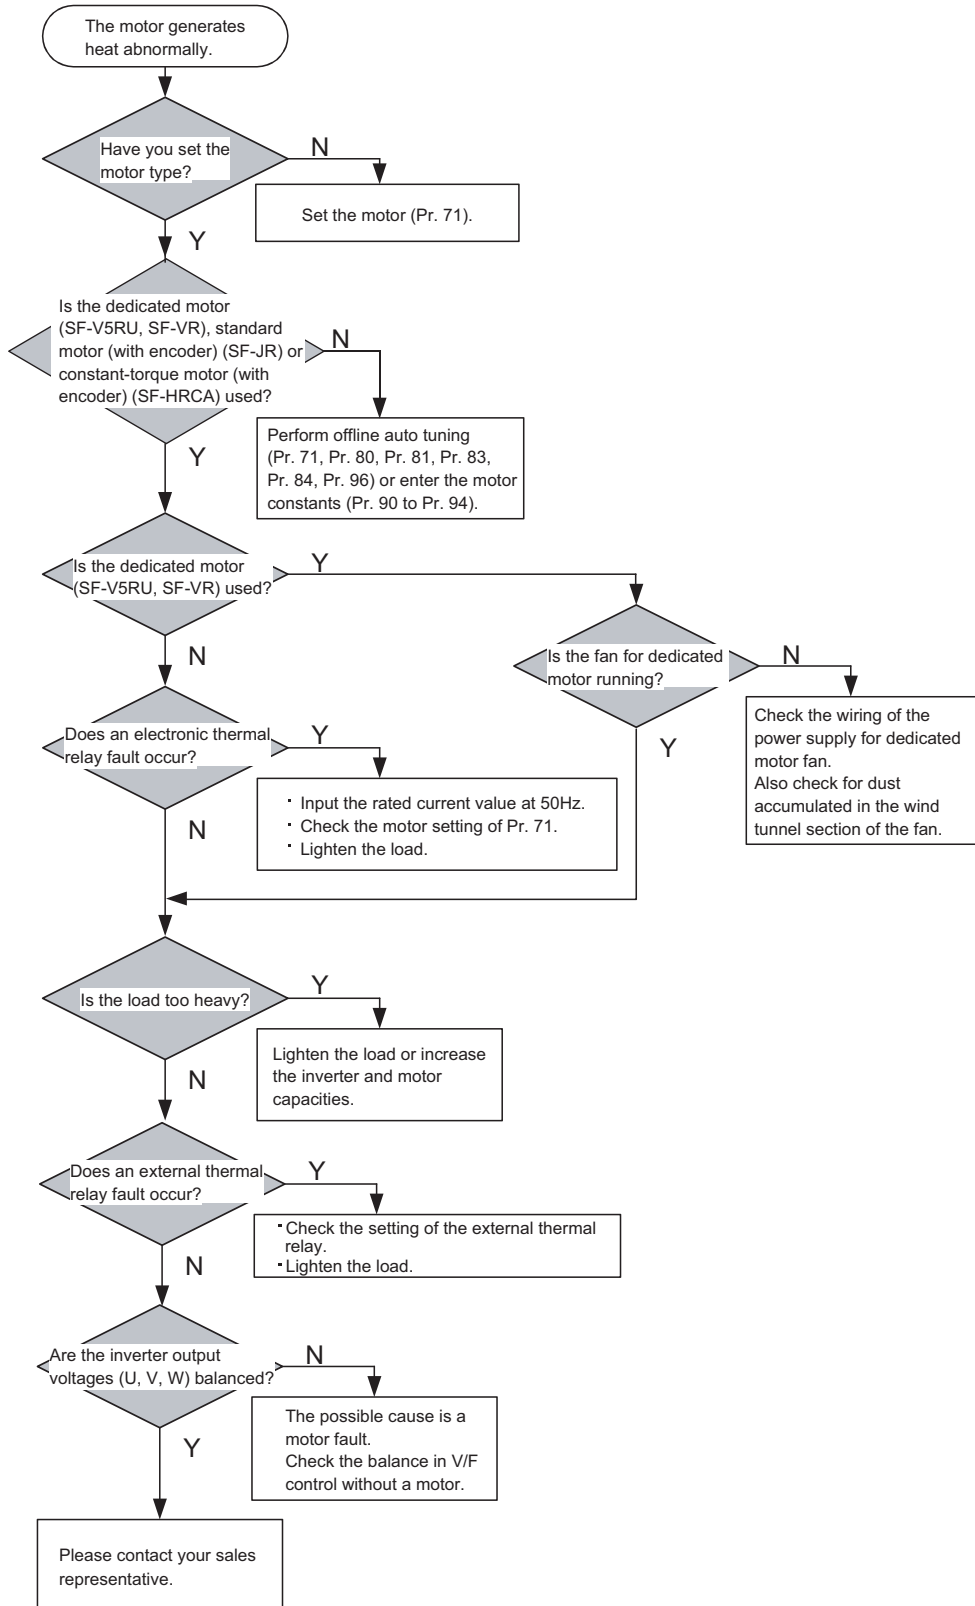 The motor generates
heat abnormally.
Have you set the
motor type?
N
Set the motor (Pr. 71).
Y
Is the dedicated motor
(SF-V5RU, SF-VR), standard
motor (with encoder) (SF-JR) or
constant-torque motor (with
encoder) (SF-HRCA) used?
N
Perform offline auto tuning
(Pr. 71, Pr. 80, Pr. 81, Pr. 83,
Pr. 84, Pr. 96) or enter the motor
constants (Pr. 90 to Pr. 94).
Y
Is the dedicated motor
(SF-V5RU, SF-VR) used?
Y
N
Is the fan for dedicated
motor running?
N
Check the wiring of the
power supply for dedicated
motor fan.
Also check for dust
accumulated in the wind
tunnel section of the fan.
Y
Does an electronic thermal
relay fault occur?
Y
· Input the rated current value at 50Hz.
· Check the motor setting of Pr. 71.
· Lighten the load.
N
Is the load too heavy?
Y
Lighten the load or increase
the inverter and motor
capacities.
N
Does an external thermal
relay fault occur?
Y
· Check the setting of the external thermal
relay.
· Lighten the load.
N
Are the inverter output
voltages (U, V, W) balanced?
N
The possible cause is a
motor fault.
Check the balance in V/F
control without a motor.
Y
Please contact your sales
representative.